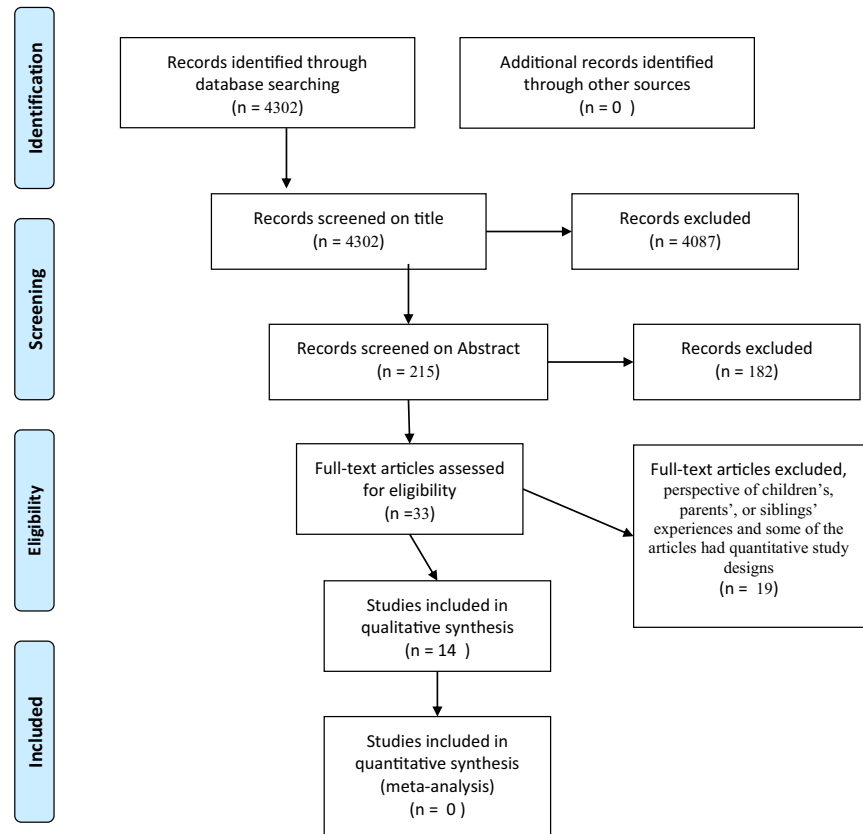 Identification
Records identified through
database searching
(n = 4302)
Additional records identified
through other sources
(n = 0 )
Screening
Records screened on title
(n = 4302)
Records excluded
(n = 4087)
Records screened on Abstract
(n = 215)
Records excluded
(n = 182)
Eligibility
Full-text articles assessed
for eligibility
(n =33)
Full-text articles excluded,
perspective of children’s,
parents’, or siblings’
experiences and some of the
articles had quantitative study
designs
(n = 19)
Studies included in
qualitative synthesis
(n = 14 )
Included
Studies included in
quantitative synthesis
(meta-analysis)
(n = 0 )